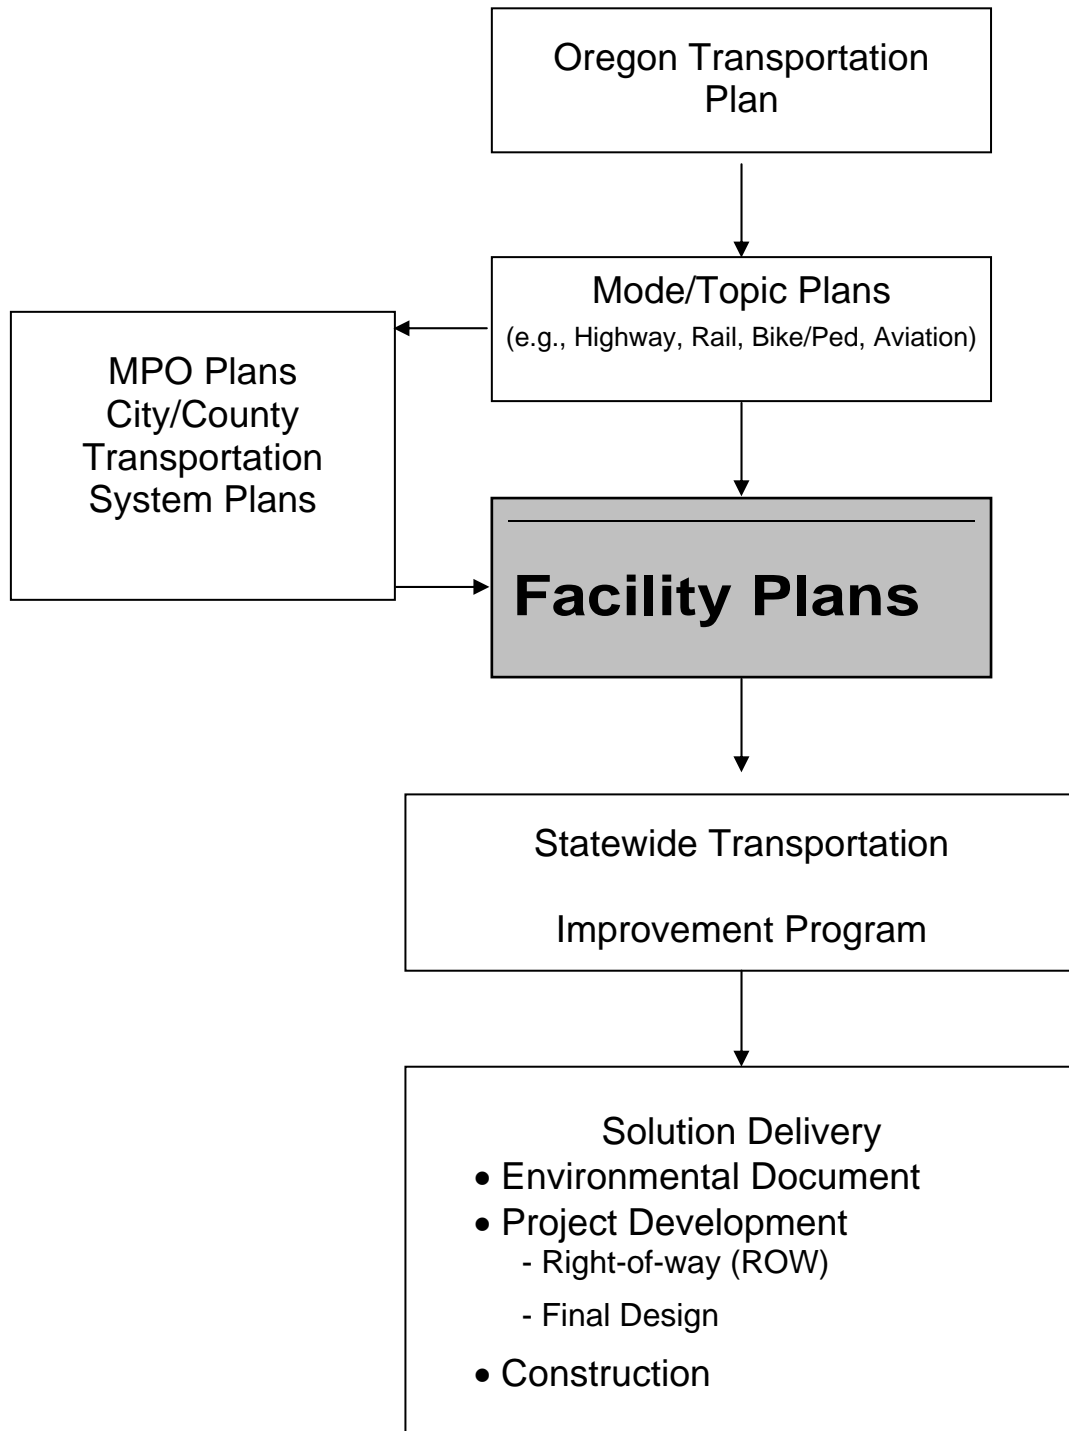 Oregon Transportation
Plan
Mode/Topic Plans
(e.g., Highway, Rail, Bike/Ped, Aviation)
MPO Plans
City/County
Transportation
System Plans
Facility Plans
Statewide Transportation
Improvement Program
Solution Delivery
• Environmental Document
• Project Development
- Right-of-way (ROW)
- Final Design
• Construction